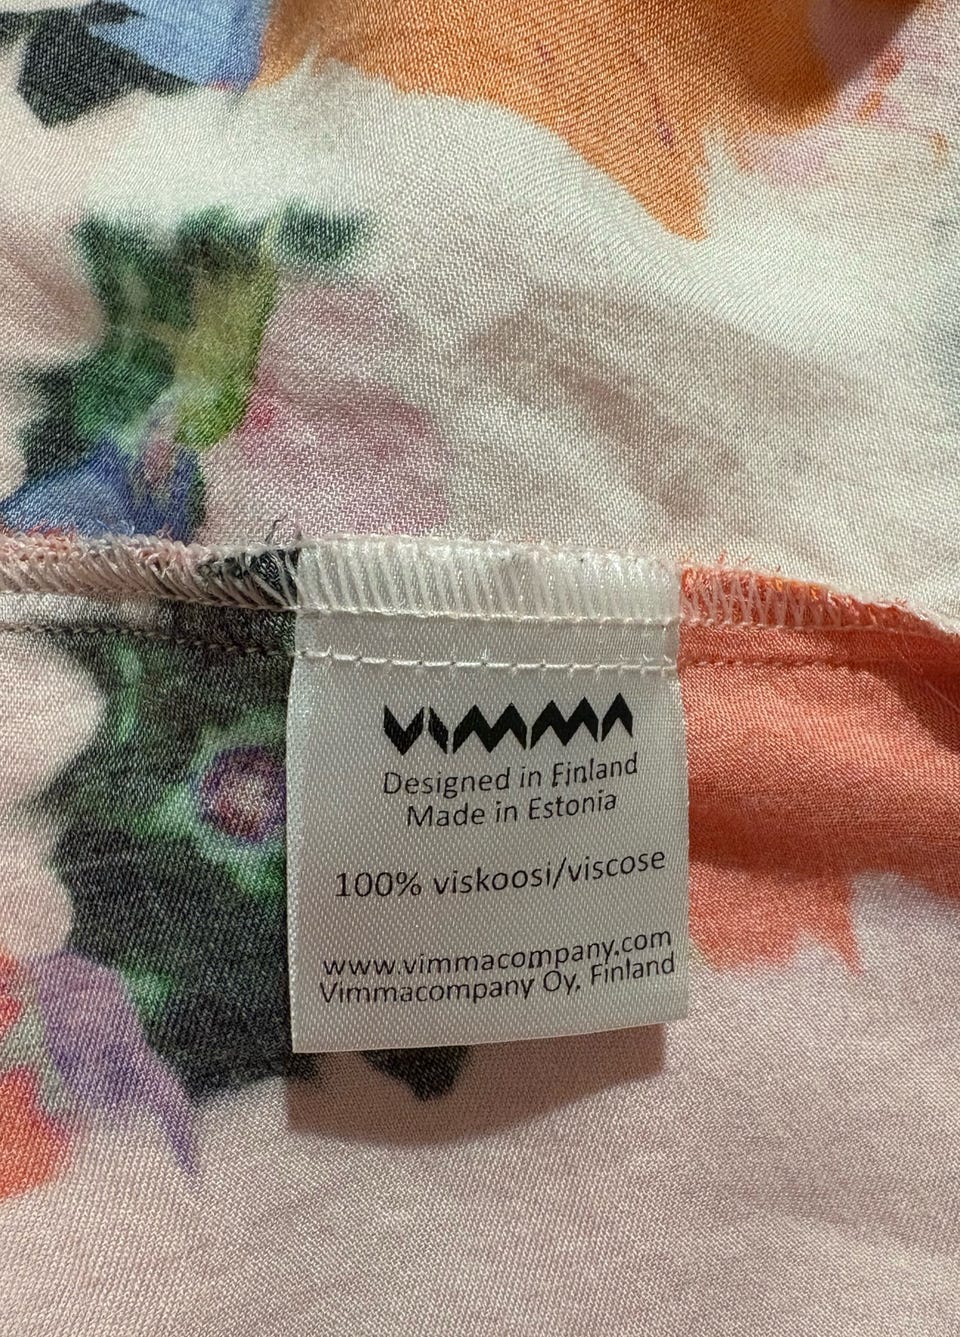 VIMMA
Designed in Finland
Made in Estonia
100% viskoosi/viscose
www.vimmacompany.com
Vimmacompany Oy, Finland